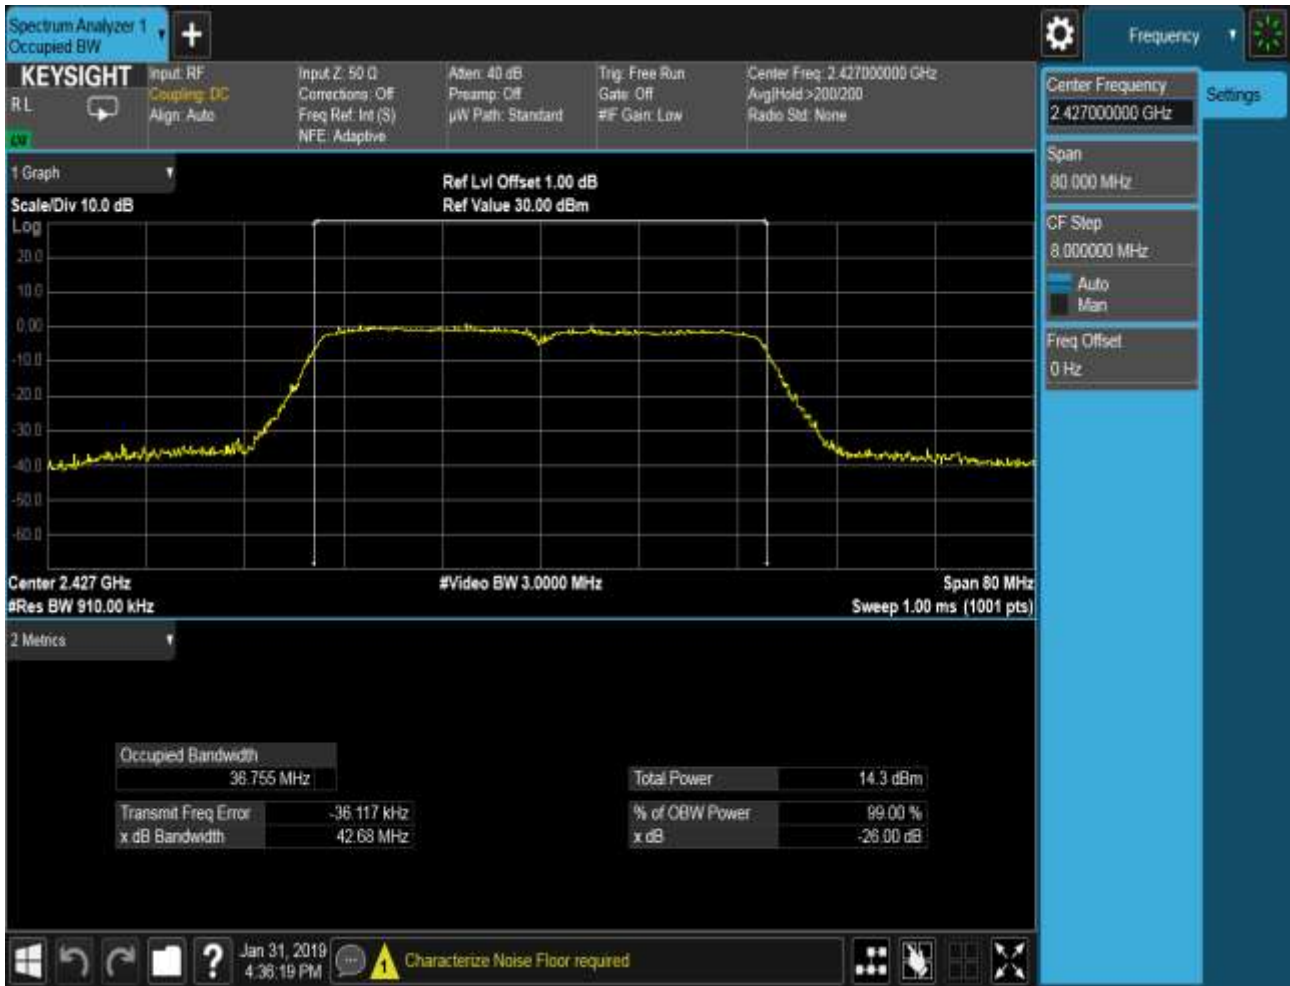 Spectrum Analyzer 1
Occupied BW
Frequency
KEYSIGHT
R L
Input: RF
Coupling: DC
Align: Auto
Input Z: 50 Ω
Corrections: Off
Freq Ref: Int (S)
NFE: Adaptive
Atten: 40 dB
Preamp: Off
µW Path: Standard
Trig: Free Run
Gate: Off
#IF Gain: Low
Center Freq: 2.427000000 GHz
Avg|Hold:>200/200
Radio Std: None
Center Frequency
2.427000000 GHz
Settings
Span
80.000 MHz
CF Step
8.000000 MHz
Auto
Man
Freq Offset
0 Hz
1 Graph
Scale/Div 10.0 dB
Ref Lvl Offset 1.00 dB
Ref Value 30.00 dBm
Log
20.0
10.0
0.00
-10.0
-20.0
-30.0
-40.0
-50.0
-60.0
Center 2.427 GHz
#Video BW 3.0000 MHz
Span 80 MHz
#Res BW 910.00 kHz
Sweep 1.00 ms (1001 pts)
2 Metrics
Occupied Bandwidth
36.755 MHz
Total Power 14.3 dBm
Transmit Freq Error -36.117 kHz
% of OBW Power 99.00 %
x dB Bandwidth 42.68 MHz
x dB -26.00 dB
?
Jan 31, 2019
4:36:19 PM
1
Characterize Noise Floor required